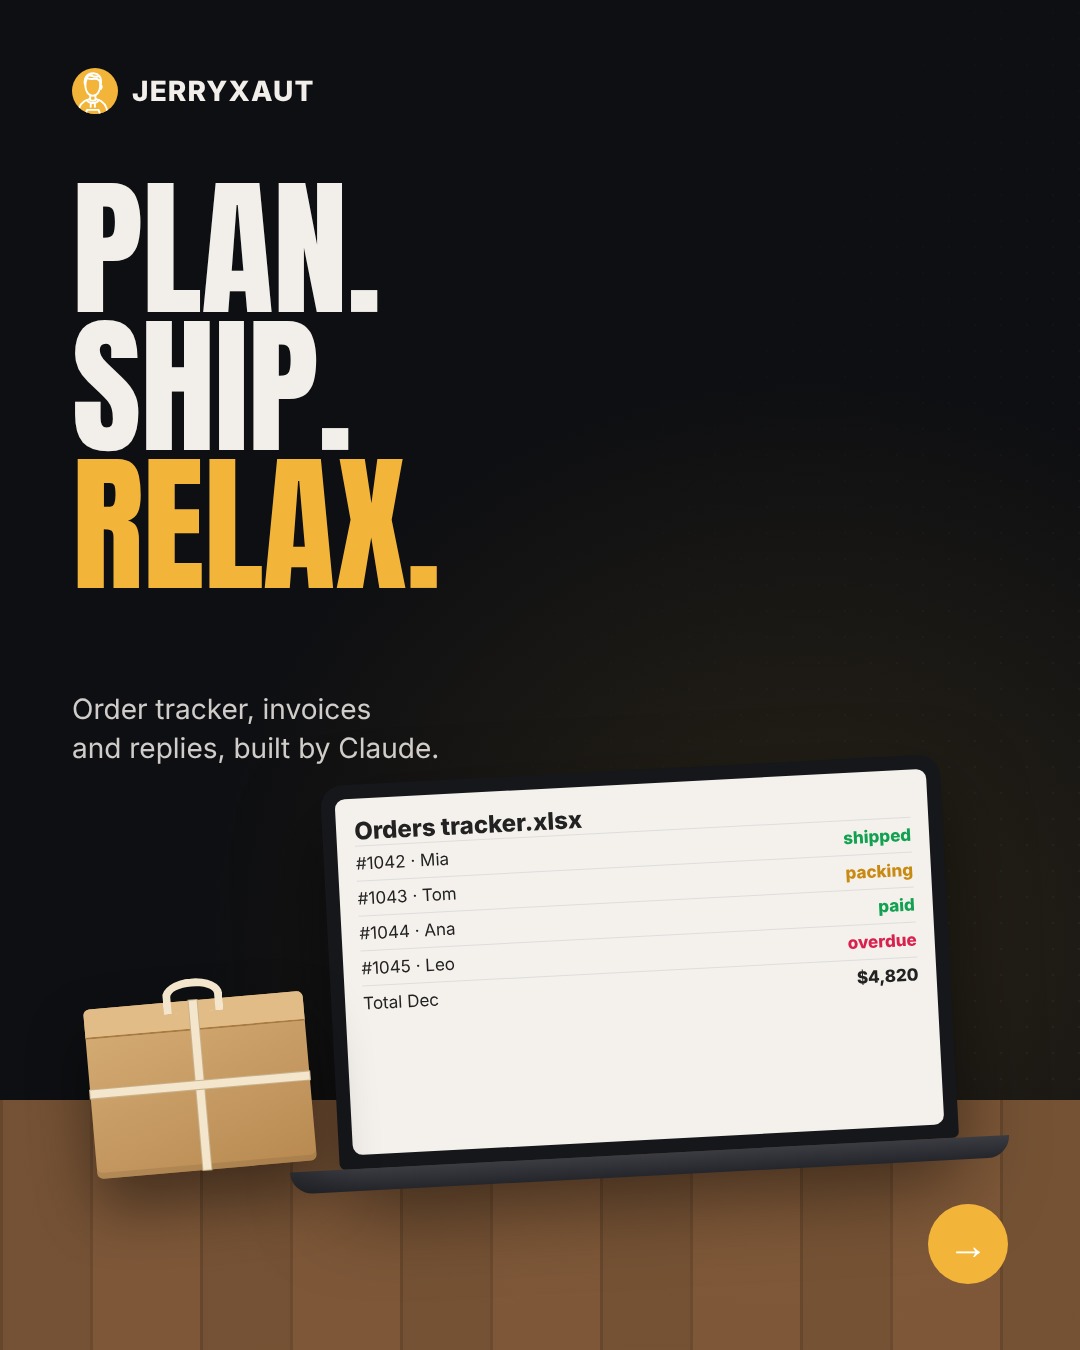 JERRYXAUT
PLAN.
SHIP.
RELAX.
Order tracker, invoices
and replies, built by Claude.
Orders tracker.xlsx
#1042 · Mia shipped
#1043 · Tom packing
#1044 · Ana paid
#1045 · Leo overdue
Total Dec $4,820
→